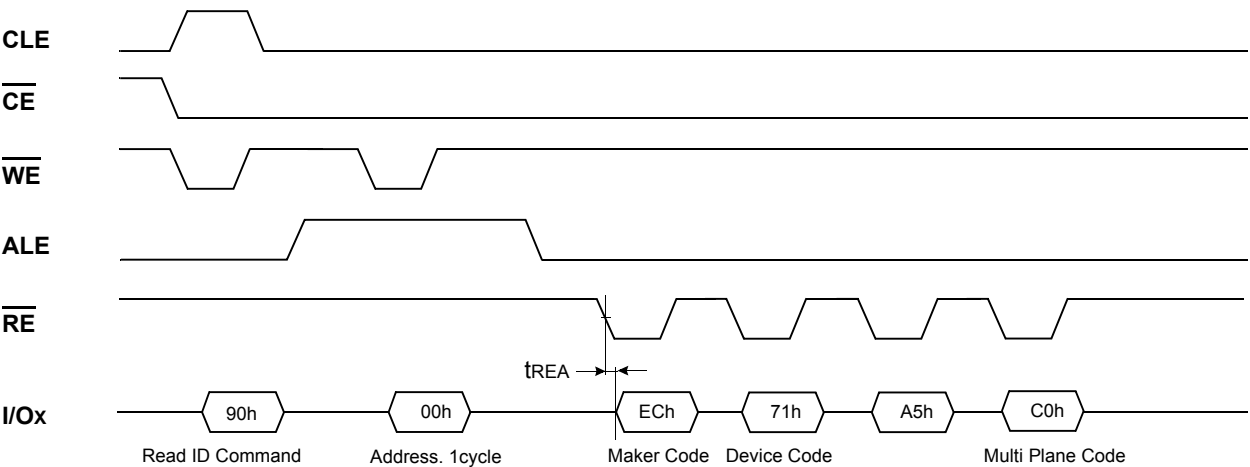 CLE
CE
WE
ALE
RE
tREA
I/Ox 90h 00h ECh 71h A5h C0h
Read ID Command Address. 1cycle Maker Code Device Code Multi Plane Code